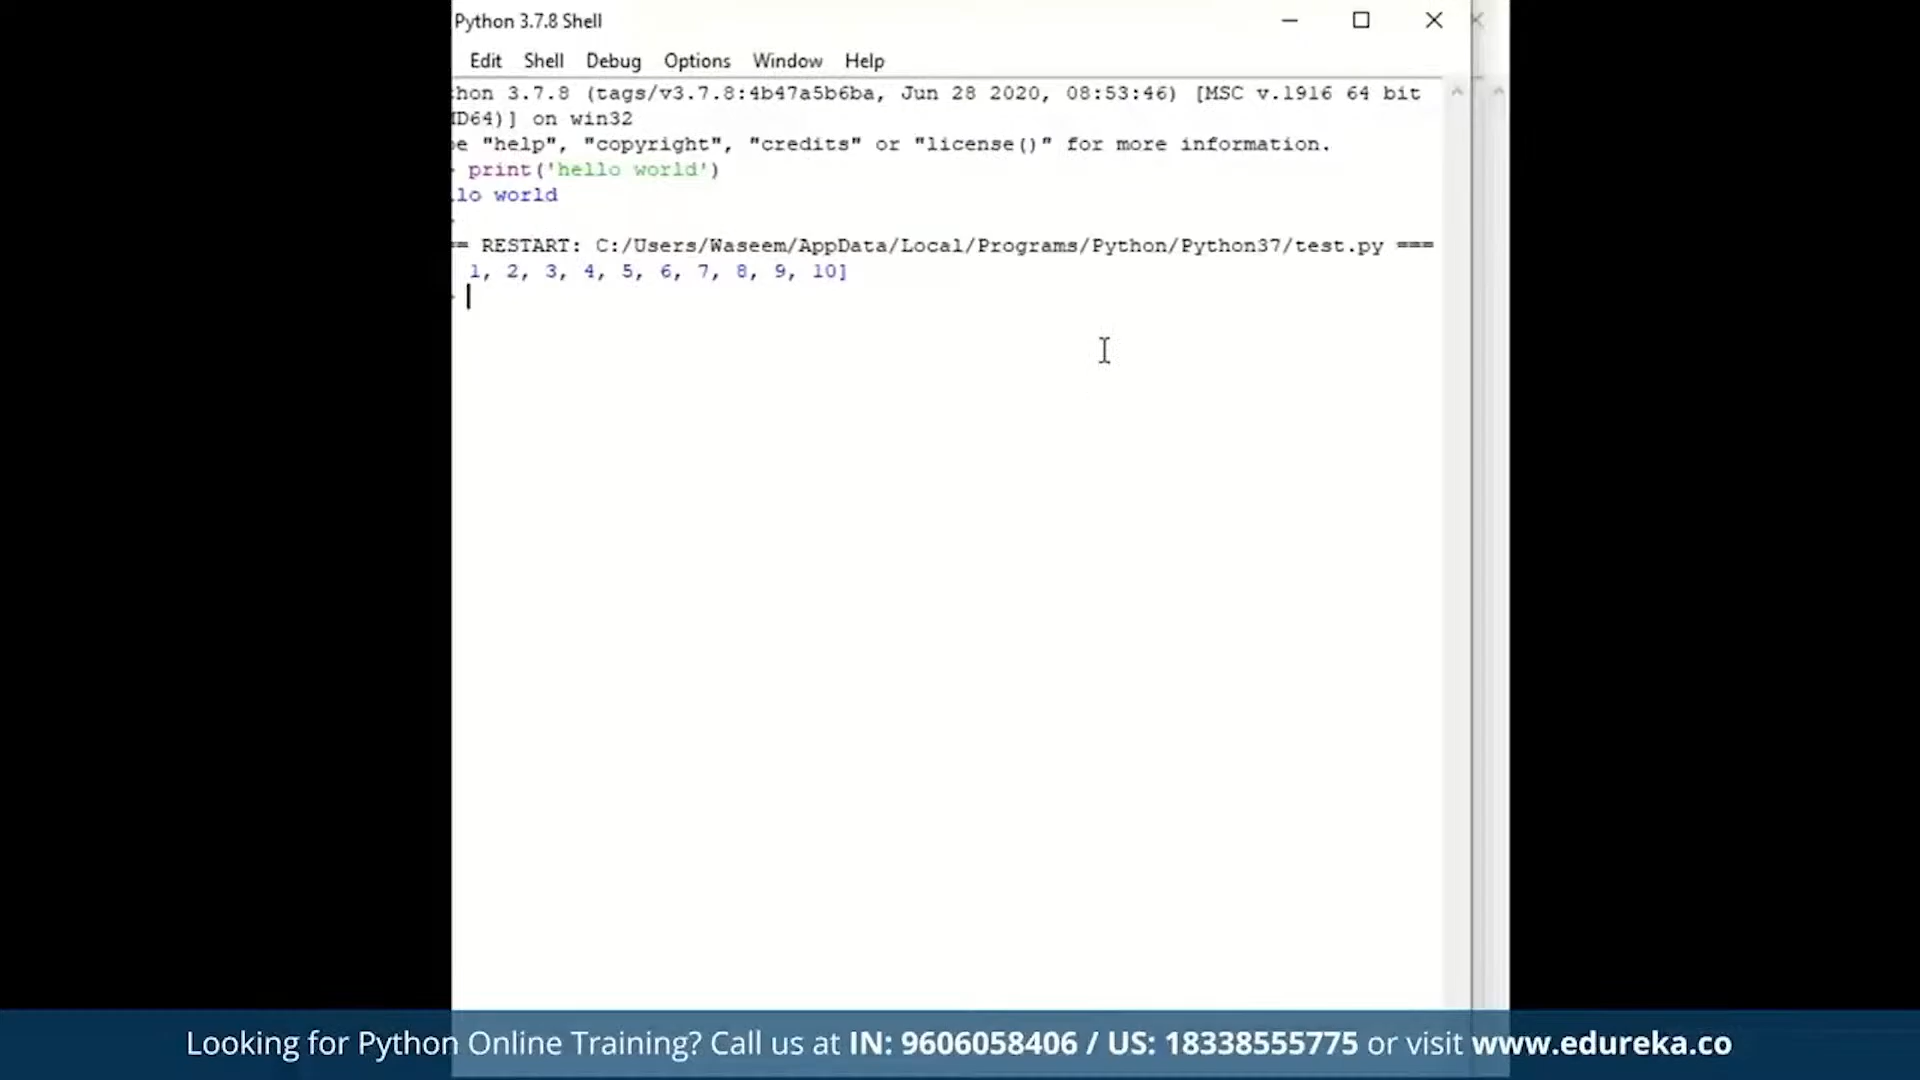 Python 3.7.8 Shell
Edit Shell Debug Options Window Help
hon 3.7.8 (tags/v3.7.8:4b47a5b6ba, Jun 28 2020, 08:53:46) [MSC v.1916 64 bit
D64)] on win32
e "help", "copyright", "credits" or "license()" for more information.
print('hello world')
lo world
== RESTART: C:/Users/Waseem/AppData/Local/Programs/Python/Python37/test.py ===
1, 2, 3, 4, 5, 6, 7, 8, 9, 10]
Looking for Python Online Training? Call us at IN: 9606058406 / US: 18338555775 or visit www.edureka.co